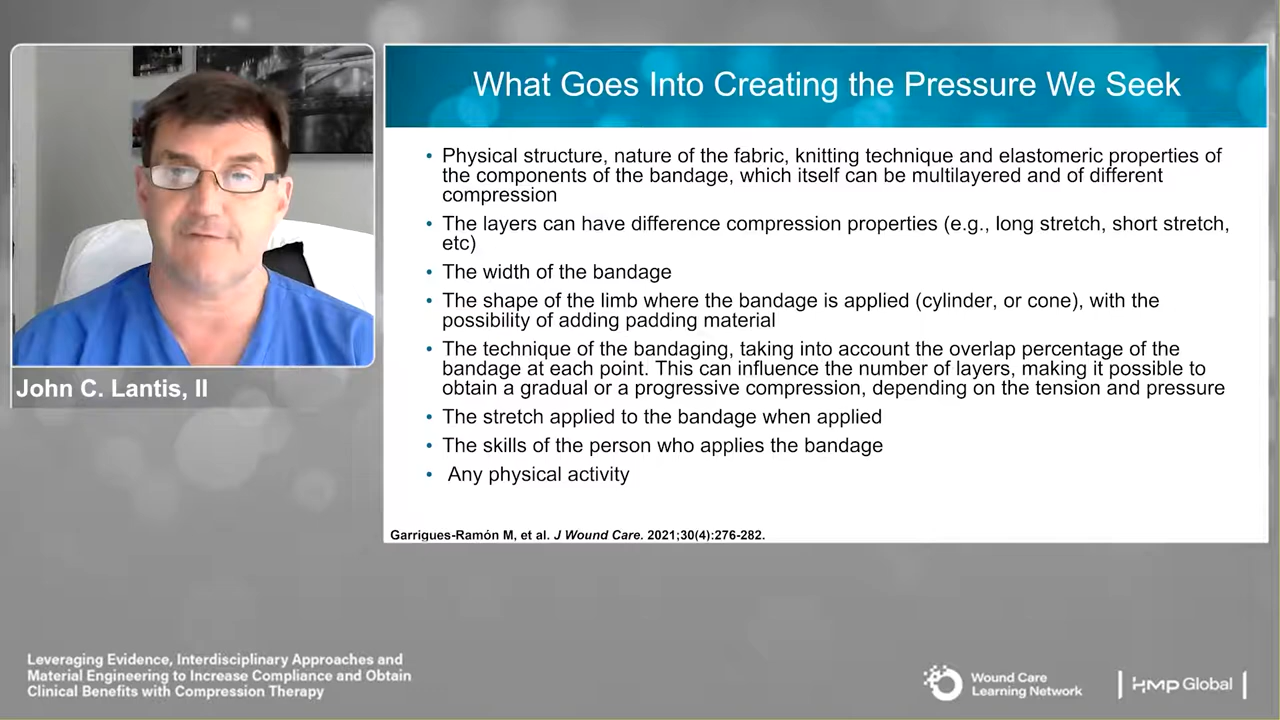 What Goes Into Creating the Pressure We Seek
• Physical structure, nature of the fabric, knitting technique and elastomeric properties of
the components of the bandage, which itself can be multilayered and of different
compression
• The layers can have difference compression properties (e.g., long stretch, short stretch,
etc)
• The width of the bandage
• The shape of the limb where the bandage is applied (cylinder, or cone), with the
possibility of adding padding material
• The technique of the bandaging, taking into account the overlap percentage of the
bandage at each point. This can influence the number of layers, making it possible to
obtain a gradual or a progressive compression, depending on the tension and pressure
• The stretch applied to the bandage when applied
• The skills of the person who applies the bandage
• Any physical activity
Garrigues-Ramón M, et al. J Wound Care. 2021;30(4):276-282.
John C. Lantis, II
Leveraging Evidence, Interdisciplinary Approaches and
Material Engineering to Increase Compliance and Obtain
Clinical Benefits with Compression Therapy
Wound Care
Learning Network
HMP Global